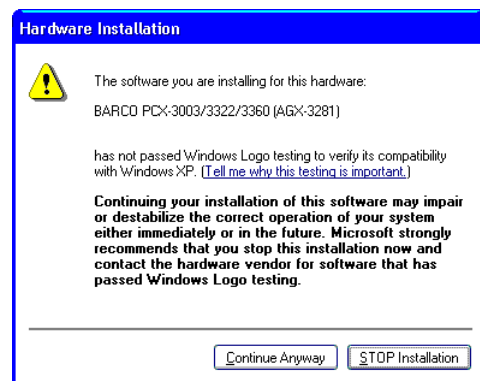 Hardware Installation
The software you are installing for this hardware:
BARCO PCX-3003/3322/3360 (AGX-3281)
has not passed Windows Logo testing to verify its compatibility
with Windows XP. (Tell me why this testing is important.)
Continuing your installation of this software may impair
or destabilize the correct operation of your system
either immediately or in the future. Microsoft strongly
recommends that you stop this installation now and
contact the hardware vendor for software that has
passed Windows Logo testing.
Continue Anyway
STOP Installation